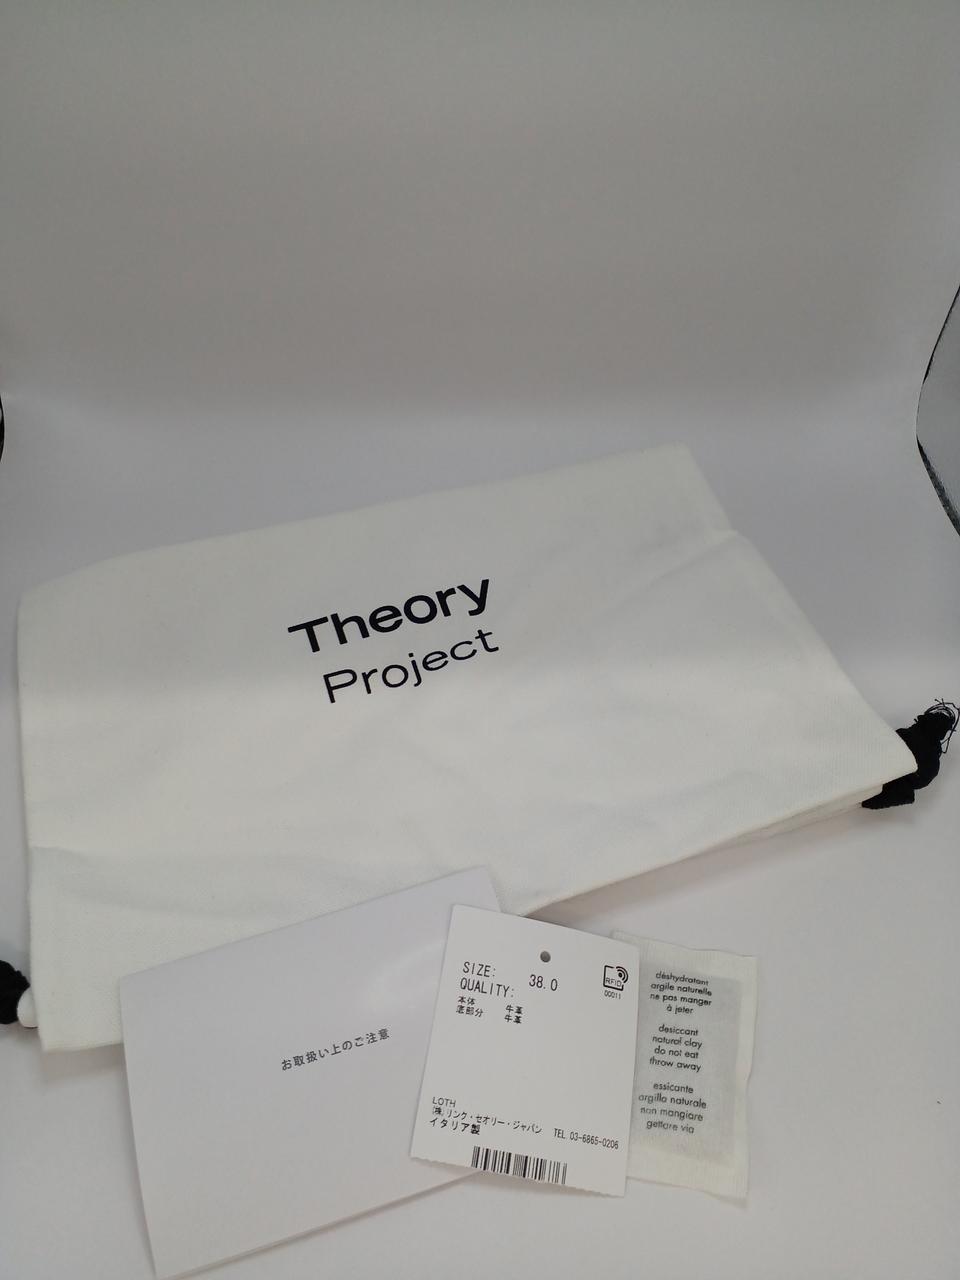 Theory
Project
お取扱い上のご注意
SIZE: 38.0
QUALITY:
本体 牛革
底部分 牛革
RFID
00011
LOTH
(株)リンク・セオリー・ジャパン TEL 03-6865-0206
イタリア製
déshydratant
argile naturelle
ne pas manger
à jeter
desiccant
natural clay
do not eat
throw away
essicante
argilla naturale
non mangiare
gettare via